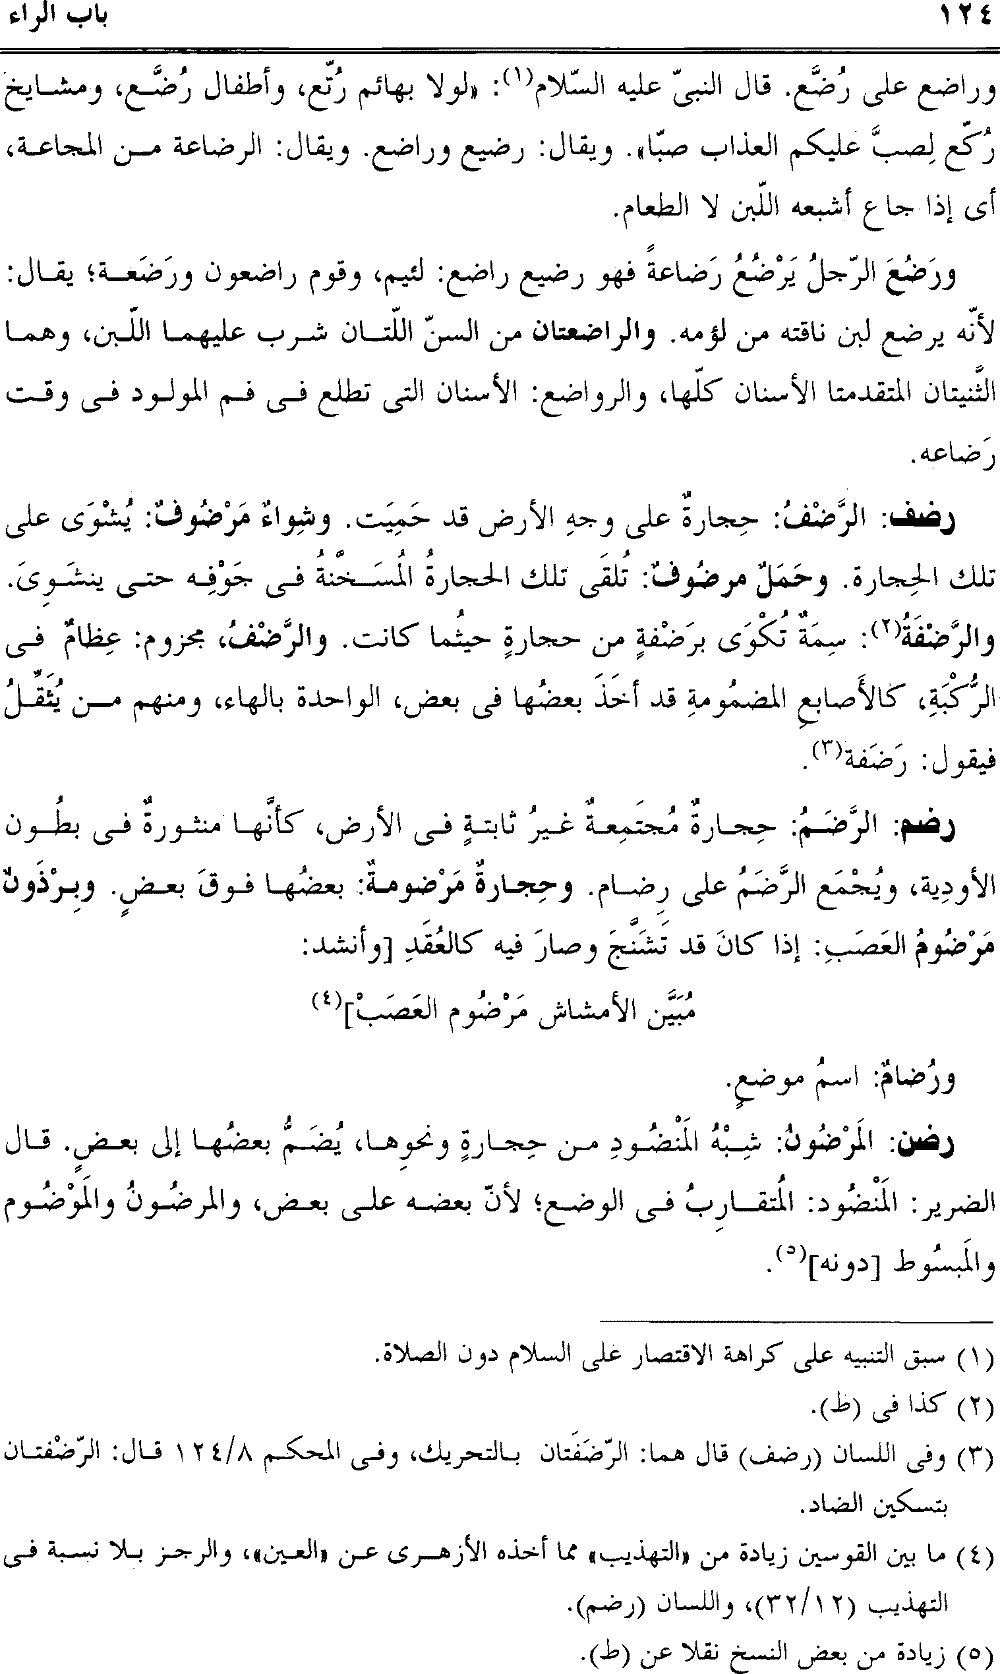 ١٢٤ باب الراء
وراضع على رُضَّع. قال النبىّ عليه السّلام(١): «لولا بهائم رُتّع، وأطفال رُضَّع، ومشايخ
رُكّع لِصبَّ عليكم العذاب صبّا». ويقال: رضيع وراضع. ويقال: الرضاعة من المجاعة،
أى إذا جاع أشبعه اللّبن لا الطعام.
ورَضُعَ الرّجلُ يَرْضُعُ رَضاعةً فهو رضيع راضع: لئيم، وقوم راضعون ورَضَعة؛ يقال:
لأنّه يرضع لبن ناقته من لؤمه. والراضعتان من السنّ اللّتان شرب عليهما اللّبن، وهما
الثَّنيتان المتقدمتا الأسنان كلّها، والرواضع: الأسنان التى تطلع فى فم المولود فى وقت
رَضاعه.
رضف: الرَّضْفُ: حِجارةٌ على وجهِ الأرض قد حَمِيَت. وشِواءٌ مَرْضُوفٌ: يُشْوَى على
تلك الحِجارة. وحَمَلٌ مرضُوفٌ: تُلقَى تلك الحجارةُ المُسَخَّنةُ فى جَوْفِه حتى ينشَوِىَ.
والرَّضْفَةُ(٢): سِمَةٌ تُكْوَى برَضْفةٍ من حجارةٍ حيثُما كانت. والرَّضْفُ، مجزوم: عِظامٌ فى
الرُّكْبَةِ، كالأَصابعِ المضمُومةِ قد أخَذَ بعضُها فى بعض، الواحدة بالهاء، ومنهم من يُثَقِّلُ
فيقول: رَضَفة(٣).
رضم: الرَّضَمُ: حِجارةٌ مُجتَمِعةٌ غيرُ ثابتةٍ فى الأرض، كأنَّها منثورةٌ فى بطُون
الأودِية، ويُجْمَع الرَّضَمُ على رِضام. وحِجارةٌ مَرْضومةٌ: بعضُها فوقَ بعضٍ. وبِرْذَونٌ
مَرْضُومُ العَصَبِ: إذا كانَ قد تَشَنَّجَ وصارَ فيه كالعُقَدِ [وأنشد:
مُبَيَّن الأمشاش مَرْضُوم العَصَبْ](٤)
ورُضامٌ: اسمُ موضعٍ.
رضن: المَرْضُونُ: شِبْهُ المَنْضُودِ من حِجارةٍ ونحوِها، يُضَمُّ بعضُها إلى بعضٍ. قال
الضرير: المَنْضُود: المُتقارِبُ فى الوضع؛ لأنّ بعضه على بعض، والمرضُونُ والمَوْضُوم
والمَبسُوط [دونه](٥).
(١) سبق التنبيه على كراهة الاقتصار على السلام دون الصلاة.
(٢) كذا فى (ط).
(٣) وفى اللسان (رضف) قال هما: الرّضَفَتان بالتحريك، وفى المحكم ١٢٤/٨ قال: الرّضْفتان
بتسكين الضاد.
(٤) ما بين القوسين زيادة من «التهذيب» مما أخذه الأزهرى عن «العين»، والرجز بلا نسبة فى
التهذيب (٣٢/١٢)، واللسان (رضم).
(٥) زيادة من بعض النسخ نقلا عن (ط).